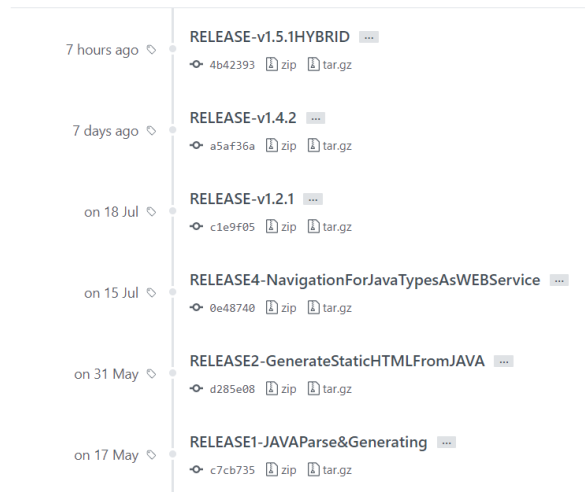 RELEASE-v1.5.1HYBRID ...
7 hours ago
4b42393 zip tar.gz
RELEASE-v1.4.2 ...
7 days ago
a5af36a zip tar.gz
RELEASE-v1.2.1 ...
on 18 Jul
c1e9f05 zip tar.gz
RELEASE4-NavigationForJavaTypesAsWEBService ...
on 15 Jul
0e48740 zip tar.gz
RELEASE2-GenerateStaticHTMLFromJAVA ...
on 31 May
d285e08 zip tar.gz
RELEASE1-JAVAParse&Generating ...
on 17 May
c7cb735 zip tar.gz